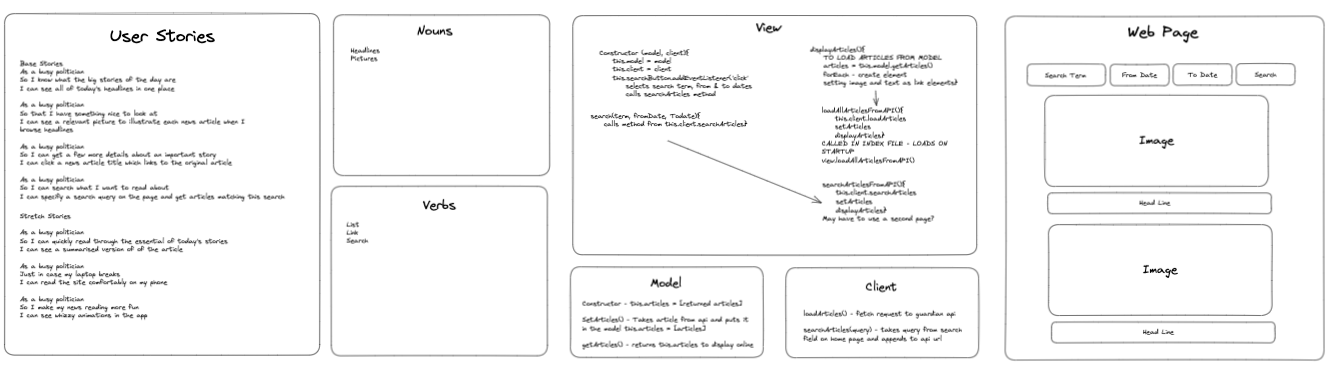 User Stories
Base Stories
As a busy politician
So I know what the big stories of the day are
I can see all of today's headlines in one place
As a busy politician
So that I have something nice to look at
I can see a relevant picture to illustrate each news article when I
browse headlines
As a busy politician
So I can get a few more details about an important story
I can click a news article title which links to the original article
As a busy politician
So I can search what I want to read about
I can specify a search query on the page and get articles matching this search
Stretch Stories
As a busy politician
So I can quickly read through the essential of today's stories
I can see a summarised version of of the article
As a busy politician
Just in case my laptop breaks
I can read the site comfortably on my phone
As a busy politician
So I make my news reading more fun
I can see whizzy animations in the app
Nouns
Headlines
Pictures
Verbs
List
Link
Search
View
Constructor (model, client){
this.model = model
this.client = client
this.searchButton.addEventListener('click'
selects search term, from & to dates
calls searchArticles method
search(term, fromDate, Todate){
calls method from this.client.searchArticles}
displayArticles(){
TO LOAD ARTICLES FROM MODEL
articles = this.model.getArticles()
forEach - create element
setting image and text as link elements}
loadAllArticlesFromAPI(){
this.client.loadArticles
setArticles
displayArticles}
CALLED IN INDEX FILE - LOADS ON
STARTUP
view.loadAllArticlesFromAPI()
searchArticlesFromAPI(){
this.client.searchArticles
setArticles
displayArticles}
May have to use a second page?
Model
Constructor - this.articles = [returned articles]
SetArticles() - Takes article from api and puts it
in the model this.articles = [articles]
getArticles() - returns this.articles to display online
Client
loadArticles() - fetch request to guardian api
searchArticles(query) - takes query from search
field on home page and appends to api url
Web Page
Search Term
From Date
To Date
Search
Image
Head Line
Image
Head Line